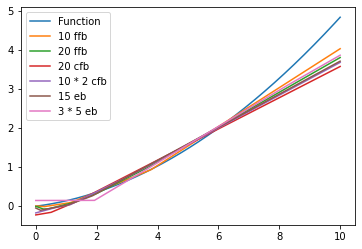 Function
10 ffb
20 ffb
20 cfb
10 * 2 cfb
15 eb
3 * 5 eb
5
4
3
2
1
0
0 2 4 6 8 10